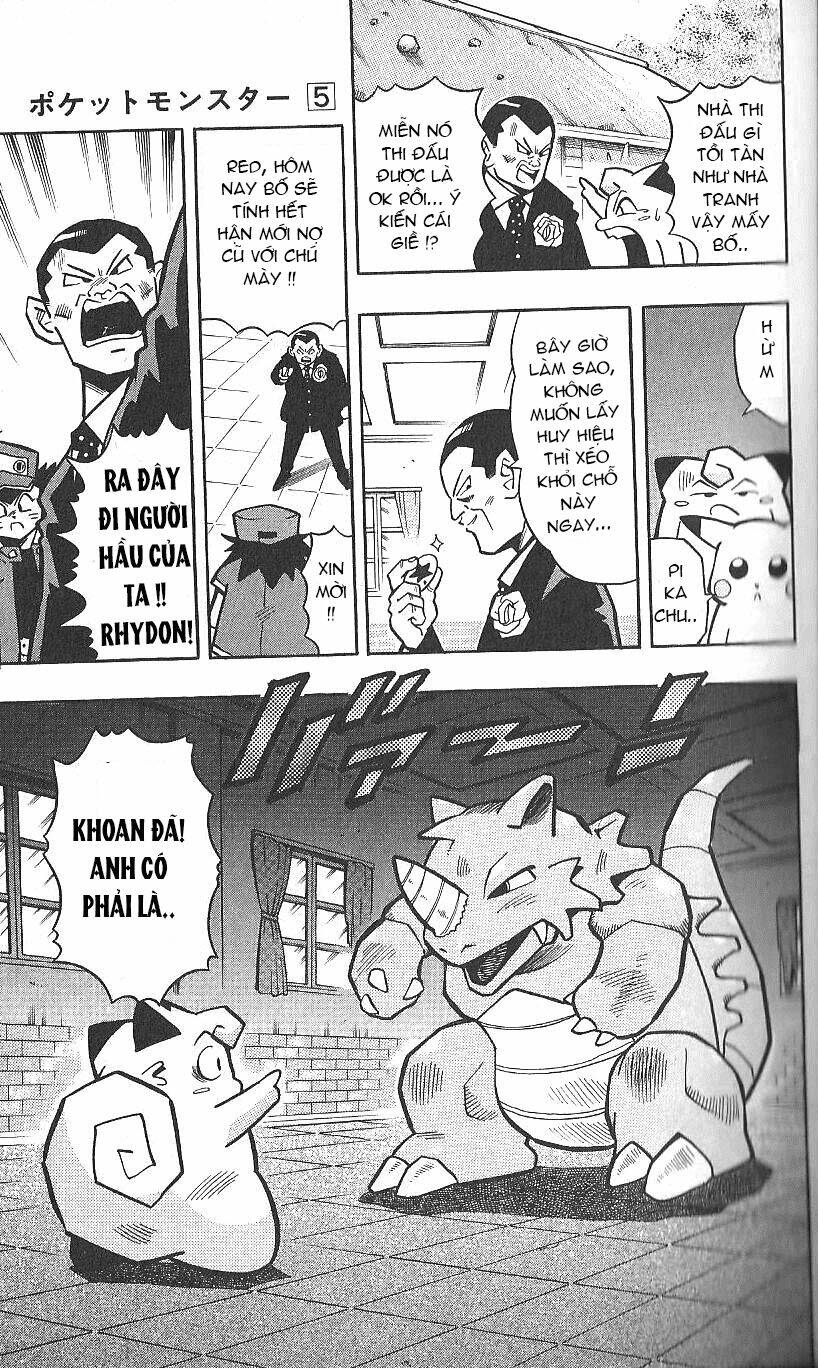 ポケットモンスター 5
NHÀ THI
ĐẤU GÌ
TỒI TÀN
NHƯ NHÀ
TRANH
VẬY MẤY
BỐ..
MIỄN NÓ
THI ĐẤU
ĐƯỢC LÀ
OK RỒI... Ý
KIẾN CÁI
GIỀ !?
HỪM
PI
KA
CHU..
BÂY GIỜ
LÀM SAO,
KHÔNG
MUỐN LẤY
HUY HIỆU
THÌ XÉO
KHỎI CHỖ
NÀY
NGAY...
RED, HÔM
NAY BỐ SẼ
TÍNH HẾT
HẬN MỚI NỢ
CŨ VỚI CHÚ
MÀY !!
XIN
MỜI
!!
RA ĐÂY
ĐI NGƯỜI
HẦU CỦA
TA !!
RHYDON!
KHOAN ĐÃ!
ANH CÓ
PHẢI LÀ..